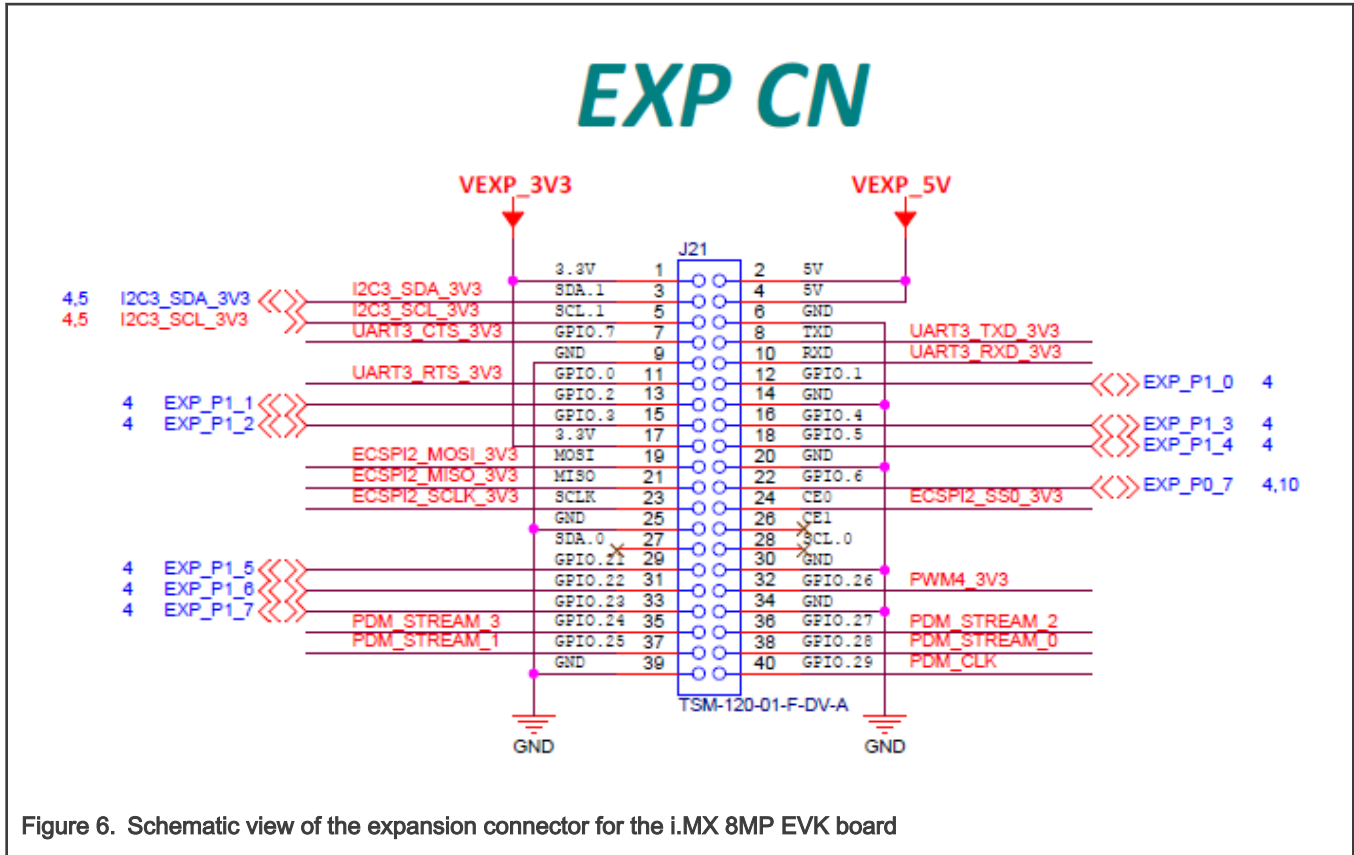 EXP CN
VEXP_3V3 VEXP_5V
J21
3.3V 1 2 5V
4,5 I2C3_SDA_3V3 I2C3_SDA_3V3 SDA.1 3 4 5V
4,5 I2C3_SCL_3V3 I2C3_SCL_3V3 SCL.1 5 6 GND
UART3_CTS_3V3 GPIO.7 7 8 TXD UART3_TXD_3V3
GND 9 10 RXD UART3_RXD_3V3
UART3_RTS_3V3 GPIO.0 11 12 GPIO.1 EXP_P1_0 4
4 EXP_P1_1 GPIO.2 13 14 GND
4 EXP_P1_2 GPIO.3 15 16 GPIO.4 EXP_P1_3 4
3.3V 17 18 GPIO.5 EXP_P1_4 4
ECSPI2_MOSI_3V3 MOSI 19 20 GND
ECSPI2_MISO_3V3 MISO 21 22 GPIO.6 EXP_P0_7 4,10
ECSPI2_SCLK_3V3 SCLK 23 24 CE0 ECSPI2_SS0_3V3
GND 25 26 CE1
SDA.0 27 28 SCL.0
4 EXP_P1_5 GPIO.21 29 30 GND
4 EXP_P1_6 GPIO.22 31 32 GPIO.26 PWM4_3V3
4 EXP_P1_7 GPIO.23 33 34 GND
PDM_STREAM_3 GPIO.24 35 36 GPIO.27 PDM_STREAM_2
PDM_STREAM_1 GPIO.25 37 38 GPIO.28 PDM_STREAM_0
GND 39 40 GPIO.29 PDM_CLK
TSM-120-01-F-DV-A
GND GND
Figure 6. Schematic view of the expansion connector for the i.MX 8MP EVK board